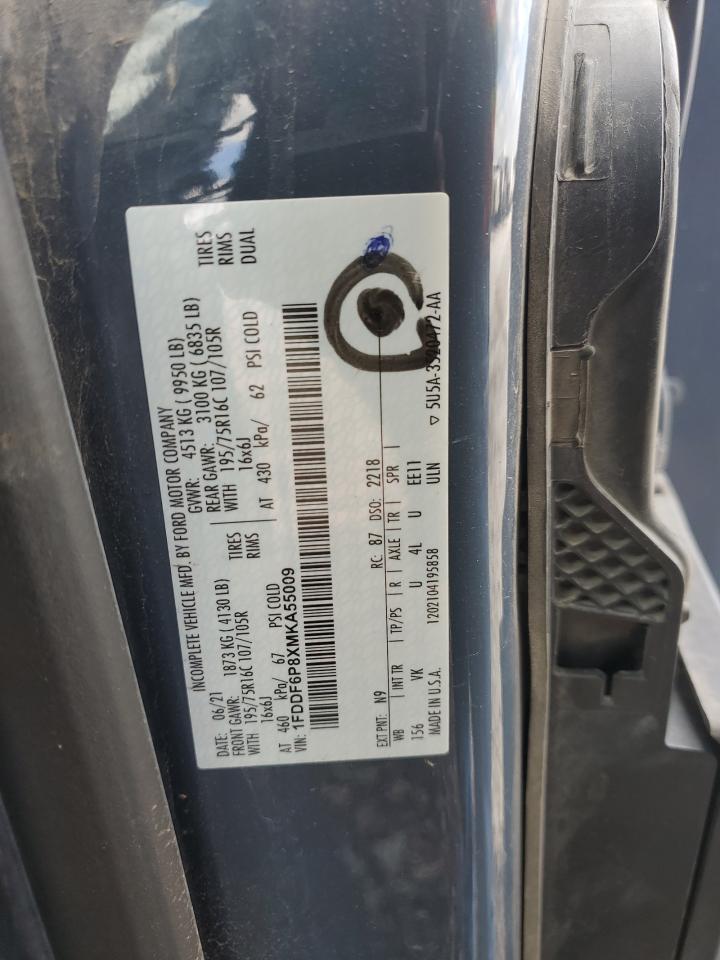 INCOMPLETE VEHICLE MFD. BY FORD MOTOR COMPANY
DATE: 06/21 GVWR: 4513 KG ( 9950 LB)
FRONT GAWR: 1873 KG ( 4130 LB) REAR GAWR: 3100 KG ( 6835 LB)
WITH 195/75R16C 107/105R TIRES WITH 195/75R16C 107/105R TIRES
16x6J RIMS 16x6J RIMS
AT 460 kPa/ 67 PSI COLD AT 430 kPa/ 62 PSI COLD DUAL
VIN: 1FDDF6P8XMKA55009
EXT PNT: N9 RC: 87 DSO: 2218
WB INT TR TP/PS R AXLE TR SPR
156 VK U 4L U EE11
MADE IN U.S.A. 1202104195858 ULN ▽ 5U5A-3520472-AA